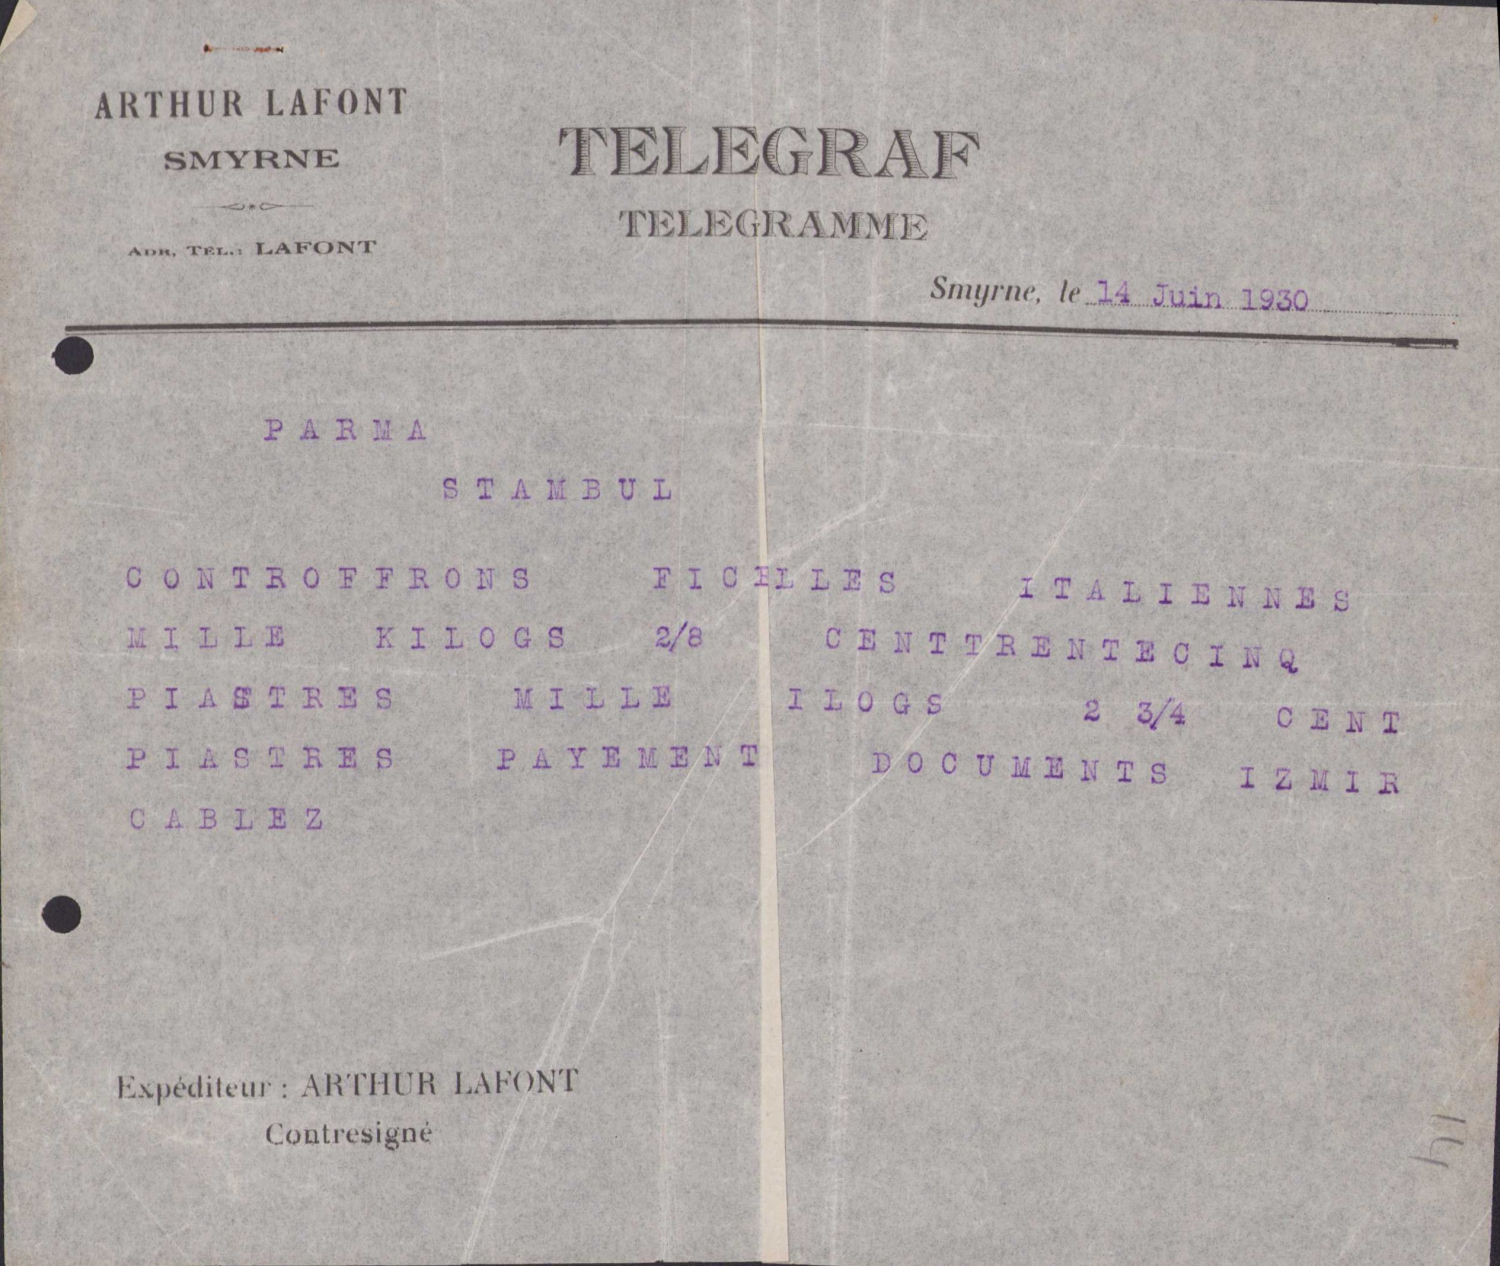 ARTHUR LAFONT
SMYRNE
ADR. TÉL.: LAFONT
TELEGRAF
TELEGRAMME
Smyrne, le 14 Juin 1930
PARMA
STAMBUL
CONTROFFRONS FICELLES ITALIENNES
MILLE KILOGS 2/8 CENTTRENTECINQ
PIASTRES MILLE ILOGS 2 3/4 CENT
PIASTRES PAYEMENT DOCUMENTS IZMIR
CABLEZ
Expéditeur : ARTHUR LAFONT
Contresigné
14